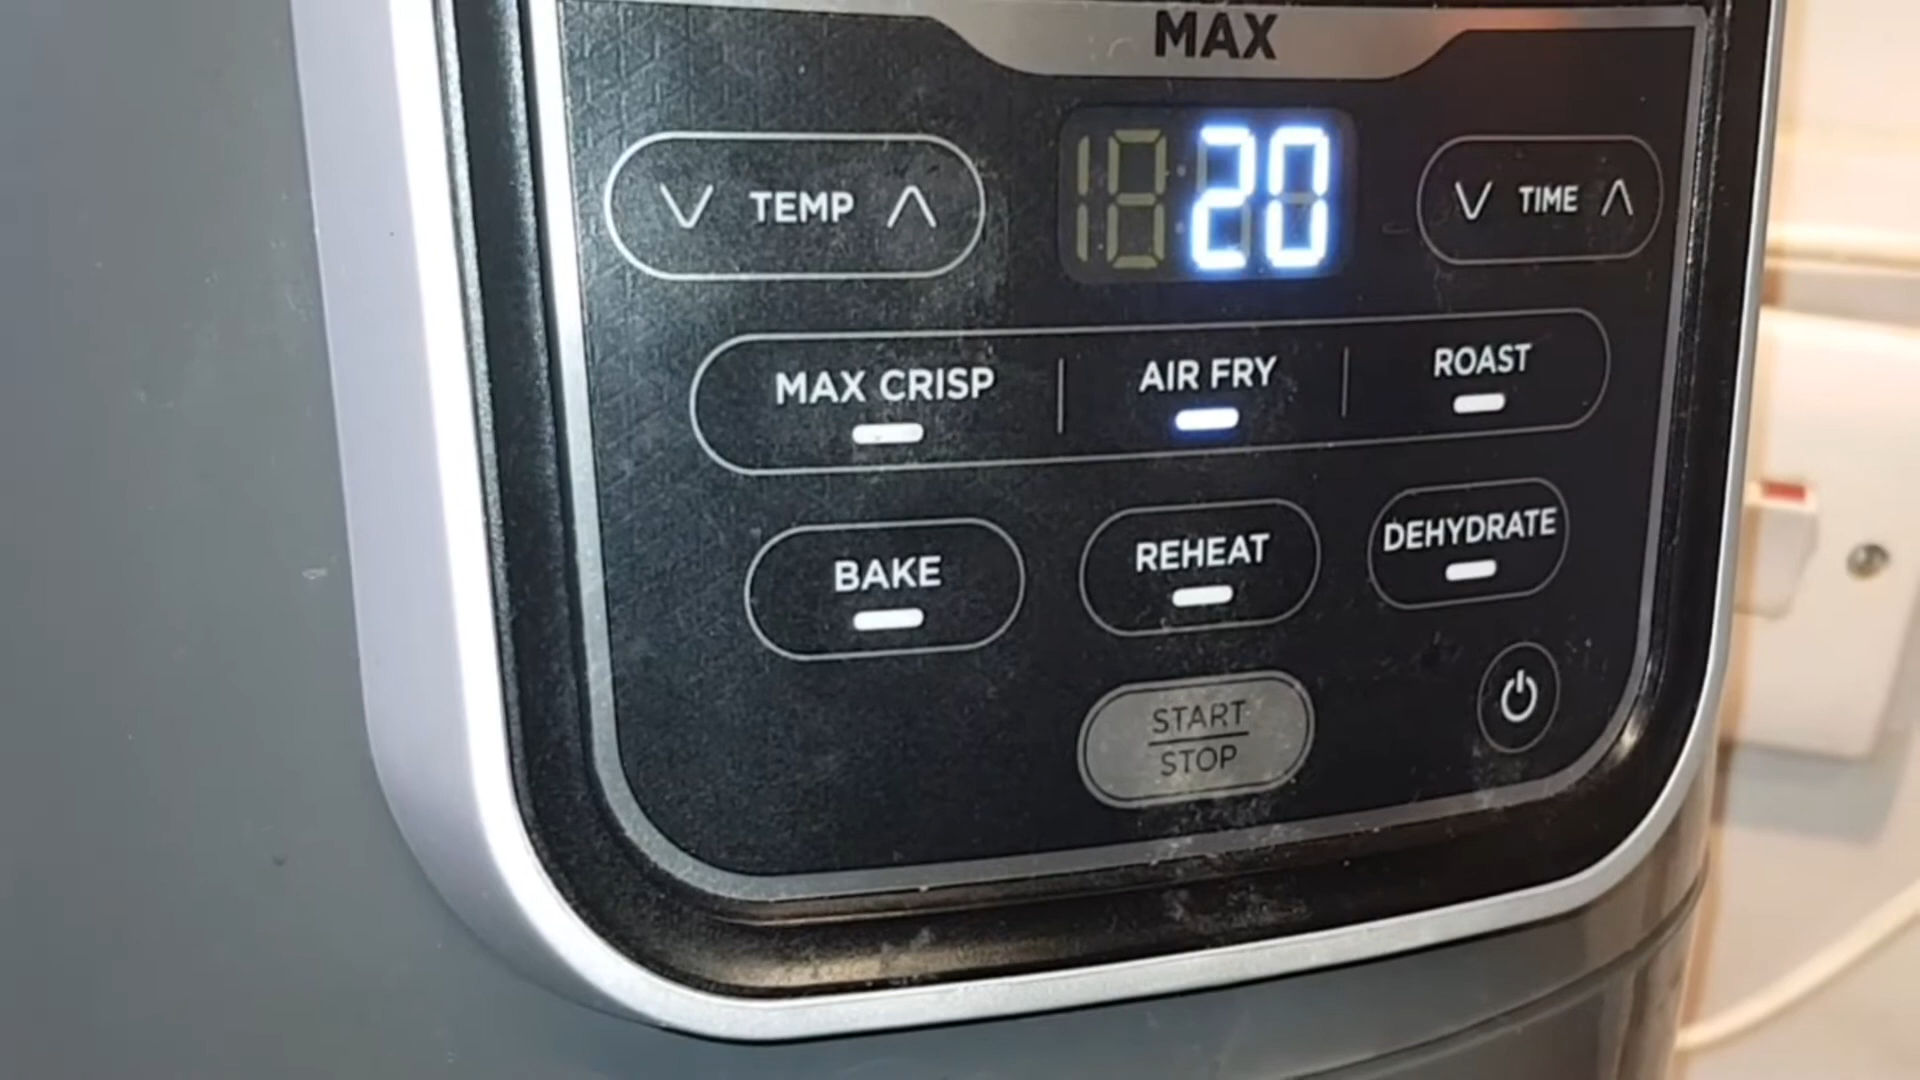 MAX
TEMP
20
TIME
MAX CRISP
AIR FRY
ROAST
BAKE
REHEAT
DEHYDRATE
START
STOP